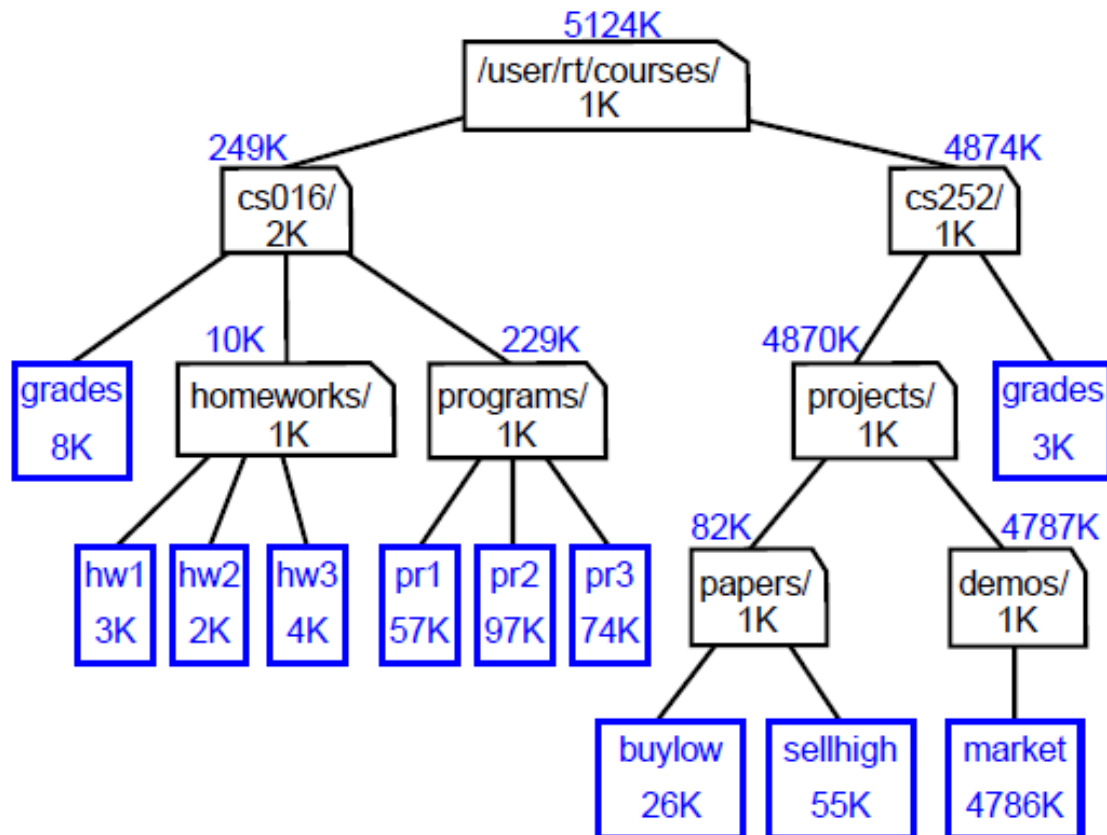 5124K
/user/rt/courses/
1K
249K
4874K
cs016/
2K
cs252/
1K
10K
229K
4870K
grades
8K
homeworks/
1K
programs/
1K
projects/
1K
grades
3K
82K
4787K
hw1
3K
hw2
2K
hw3
4K
pr1
57K
pr2
97K
pr3
74K
papers/
1K
demos/
1K
buylow
26K
sellhigh
55K
market
4786K